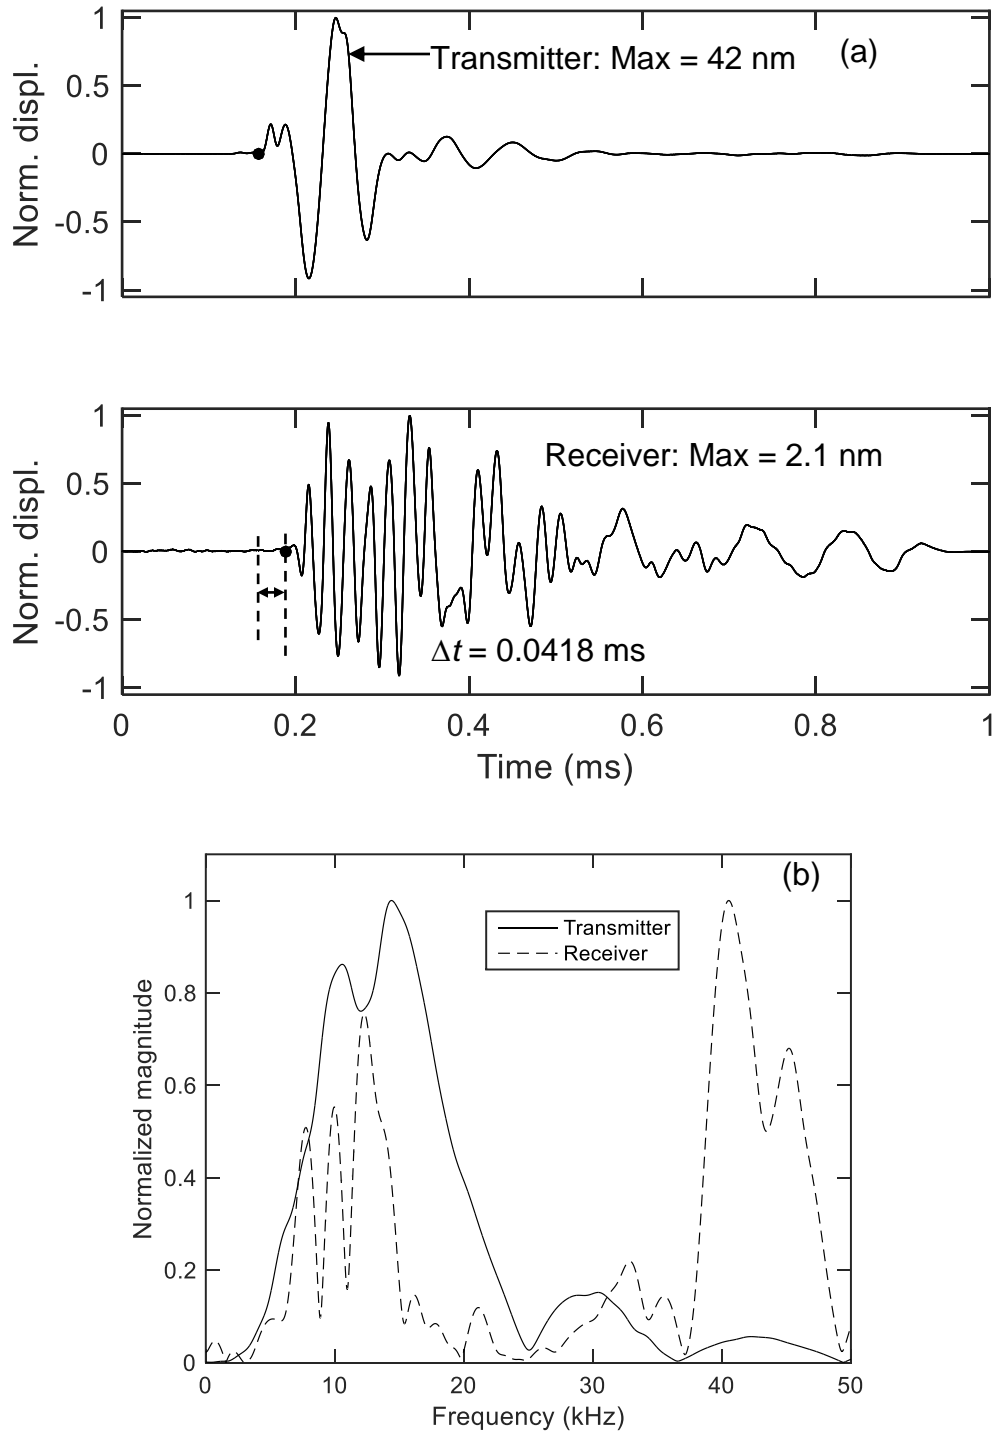 (a)
Transmitter: Max = 42 nm
Norm. displ.
1
0.5
0
-0.5
-1
Receiver: Max = 2.1 nm
Norm. displ.
1
0.5
0
-0.5
-1
Δt = 0.0418 ms
0 0.2 0.4 0.6 0.8 1
Time (ms)
(b)
Transmitter
Receiver
Normalized magnitude
1
0.8
0.6
0.4
0.2
0
0 10 20 30 40 50
Frequency (kHz)